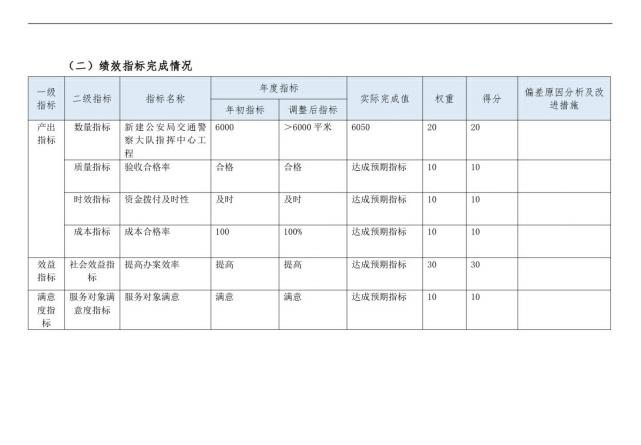 （二）绩效指标完成情况
一级指标 二级指标 指标名称 年度指标 实际完成值 权重 得分 偏差原因分析及改进措施
年初指标 调整后指标
产出指标 数量指标 新建公安局交通警察大队指挥中心工程 6000 ＞6000平米 6050 20 20
质量指标 验收合格率 合格 合格 达成预期指标 10 10
时效指标 资金拨付及时性 及时 及时 达成预期指标 10 10
成本指标 成本合格率 100 100% 达成预期指标 10 10
效益指标 社会效益指标 提高办案效率 提高 提高 达成预期指标 30 30
满意度指标 服务对象满意度指标 服务对象满意 满意 满意 达成预期指标 10 10